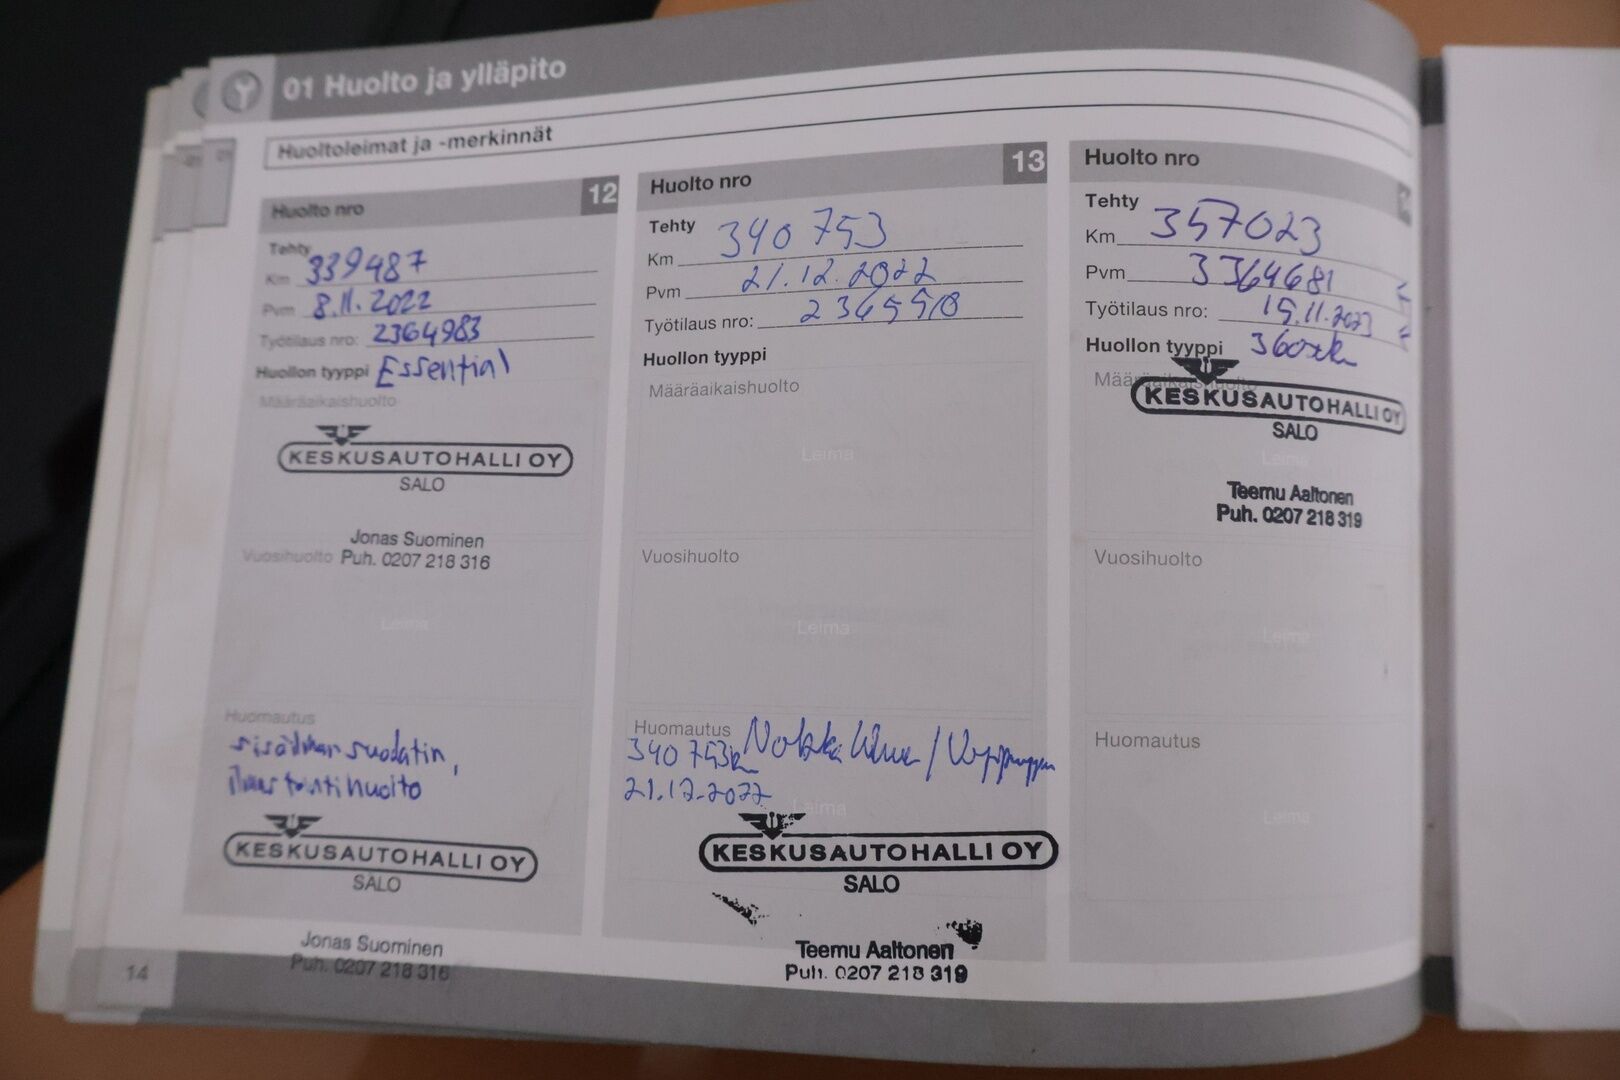 01 Huolto ja ylläpito
Huoltoleimat ja -merkinnät
Huolto nro 12
Tehty
Km 339487
Pvm 8.11.2022
Työtilaus nro: 2364983
Huollon tyyppi Essential
Määräaikaishuolto
KESKUSAUTOHALLI OY
SALO
Jonas Suominen
Vuosihuolto Puh. 0207 218 316
Leima
Huomautus
sisäilman suodatin,
ilmastointihuolto
KESKUSAUTOHALLI OY
SALO
Jonas Suominen
Puh. 0207 218 316
14
Huolto nro 13
Tehty
Km 340 753
Pvm 21.12.2022
Työtilaus nro:
Huollon tyyppi
Määräaikaishuolto
Leima
Vuosihuolto
Leima
Huomautus
340 753km
21.12.2022
Leima
KESKUSAUTOHALLI OY
SALO
Teemu Aaltonen
Puh. 0207 218 319
Huolto nro
Tehty
Km 357023
Pvm 3364681
Työtilaus nro: 15.11.2023
Huollon tyyppi
Määräaikaishuolto
KESKUSAUTOHALLI OY
SALO
Leima
Teemu Aaltonen
Puh. 0207 218 319
Vuosihuolto
Leima
Huomautus
Leima